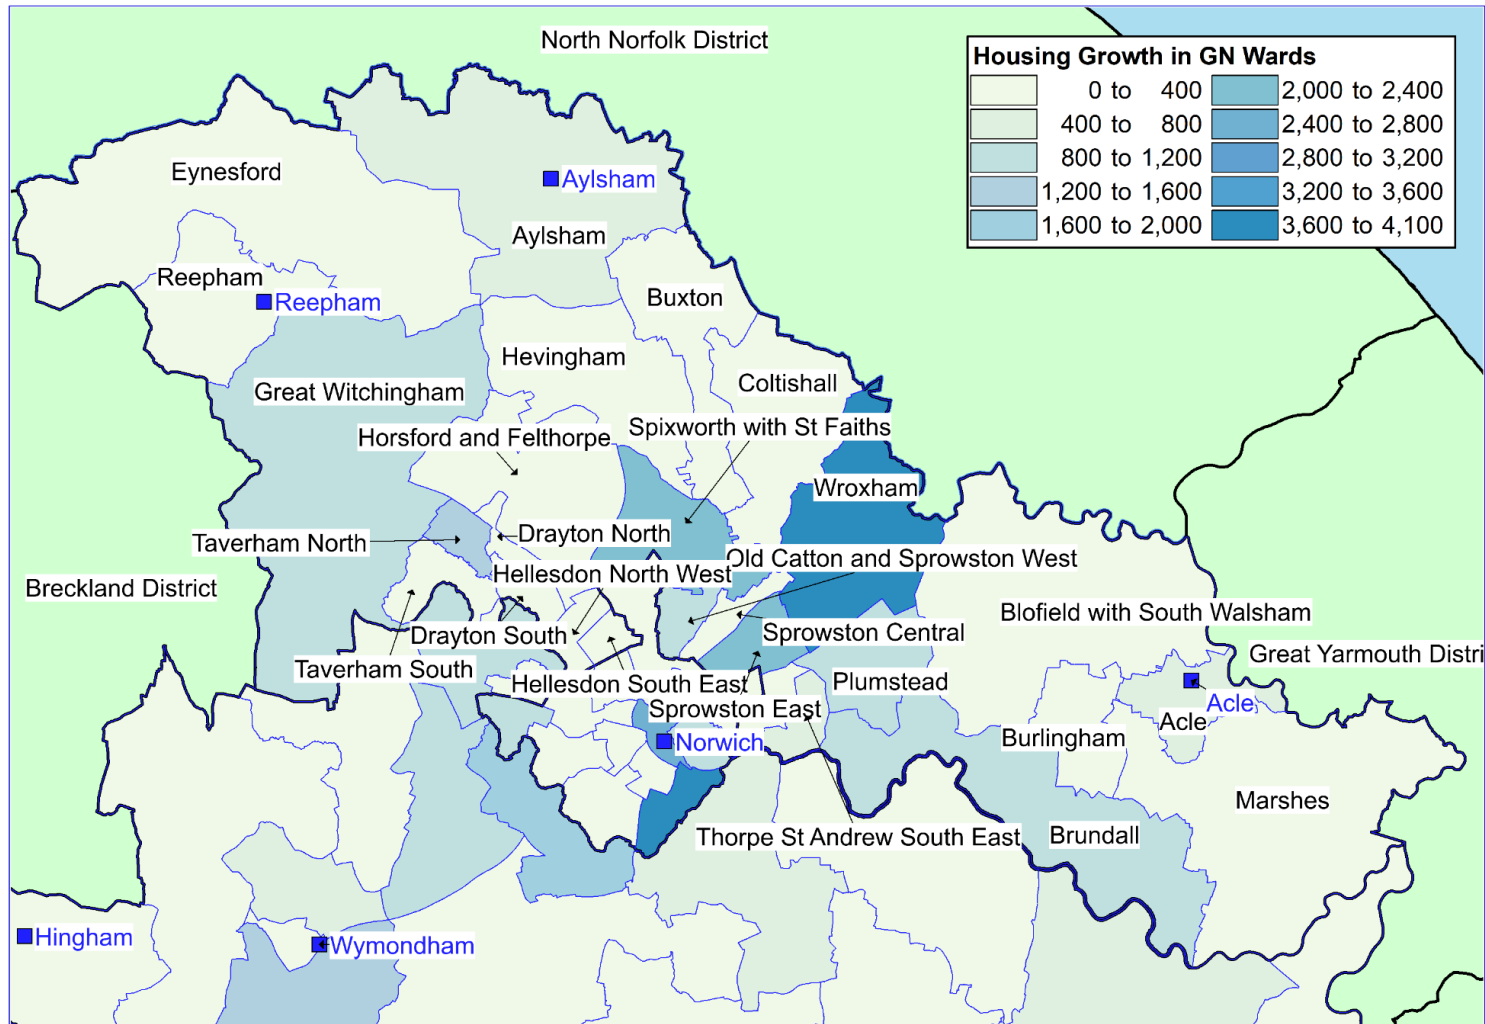 North Norfolk District
Housing Growth in GN Wards
0 to 400
2,000 to 2,400
400 to 800
2,400 to 2,800
800 to 1,200
2,800 to 3,200
1,200 to 1,600
3,200 to 3,600
1,600 to 2,000
3,600 to 4,100
Eynesford
Aylsham
Aylsham
Reepham
Reepham
Buxton
Hevingham
Coltishall
Great Witchingham
Spixworth with St Faiths
Horsford and Felthorpe
Wroxham
Drayton North
Taverham North
Old Catton and Sprowston West
Hellesdon North West
Breckland District
Blofield with South Walsham
Sprowston Central
Drayton South
Great Yarmouth Distri
Taverham South
Hellesdon South East
Plumstead
Acle
Sprowston East
Acle
Burlingham
Norwich
Marshes
Thorpe St Andrew South East
Brundall
Hingham
Wymondham